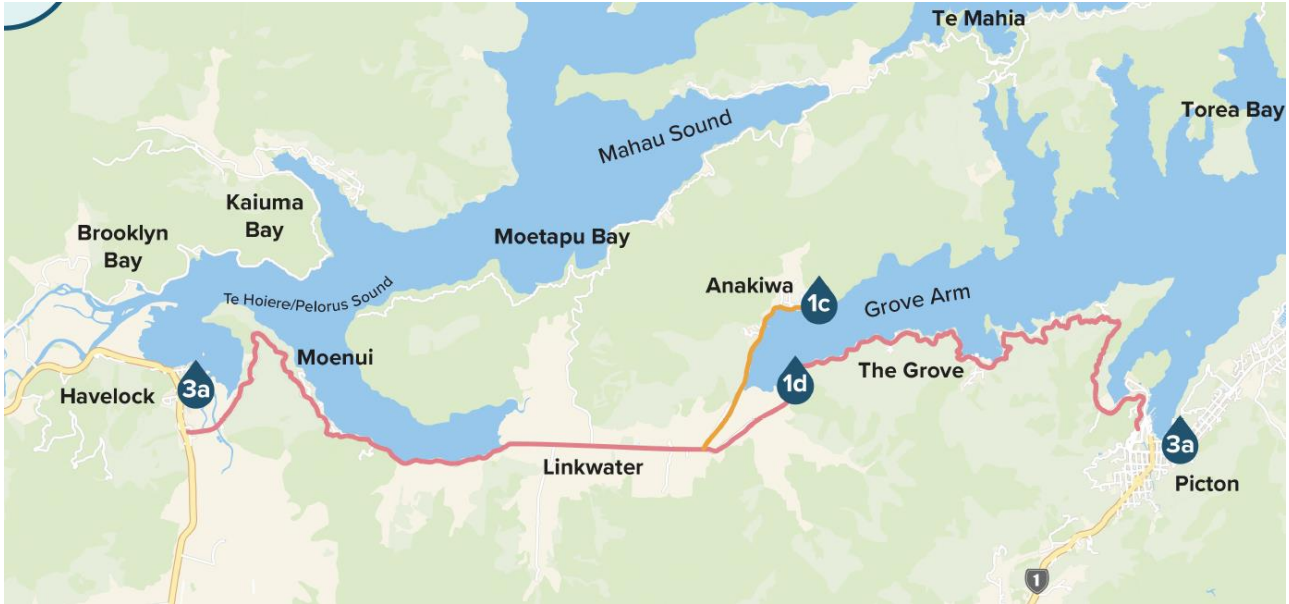 Te Mahia
Torea Bay
Mahau Sound
Kaiuma
Bay
Brooklyn
Bay
Moetapu Bay
Te Hoiere/Pelorus Sound
Anakiwa
1c
Grove Arm
Moenui
The Grove
1d
Havelock
3a
3a
Linkwater
Picton
1